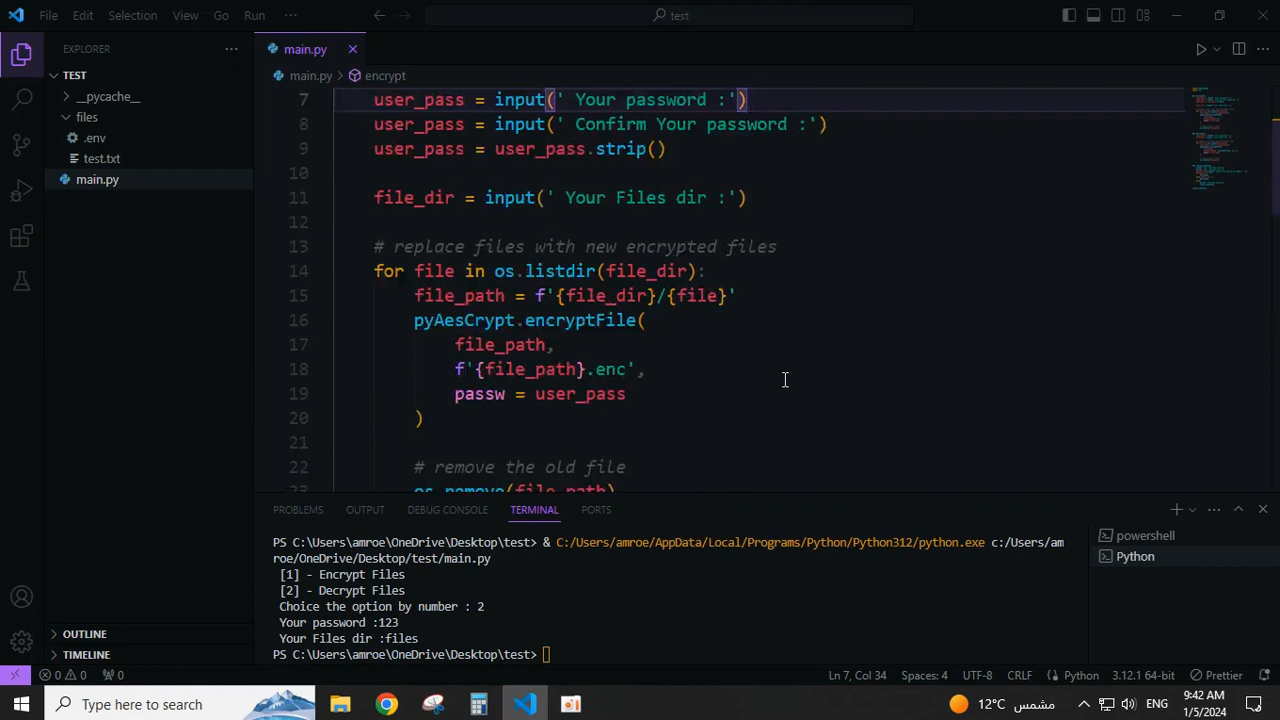 File Edit Selection View Go Run ··· test
EXPLORER
TEST
__pycache__
files
.env
test.txt
main.py
OUTLINE
TIMELINE
main.py
main.py > encrypt
7 user_pass = input(' Your password :')
8 user_pass = input(' Confirm Your password :')
9 user_pass = user_pass.strip()
10
11 file_dir = input(' Your Files dir :')
12
13 # replace files with new encrypted files
14 for file in os.listdir(file_dir):
15 file_path = f'{file_dir}/{file}'
16 pyAesCrypt.encryptFile(
17 file_path,
18 f'{file_path}.enc',
19 passw = user_pass
20 )
21
22 # remove the old file
23 os.remove(file_path)
PROBLEMS OUTPUT DEBUG CONSOLE TERMINAL PORTS
PS C:\Users\amroe\OneDrive\Desktop\test> & C:/Users/amroe/AppData/Local/Programs/Python/Python312/python.exe c:/Users/am
roe/OneDrive/Desktop/test/main.py
[1] - Encrypt Files
[2] - Decrypt Files
Choice the option by number : 2
Your password :123
Your Files dir :files
PS C:\Users\amroe\OneDrive\Desktop\test>
powershell
Python
0 0 0 Ln 7, Col 34 Spaces: 4 UTF-8 CRLF Python 3.12.1 64-bit Prettier
Type here to search 12°C مشمس ENG 9:42 AM
1/5/2024